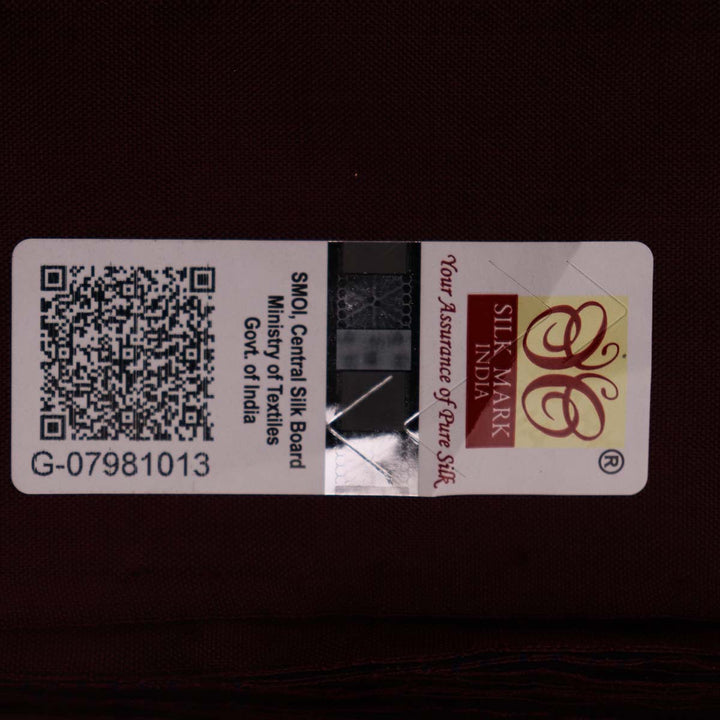 G-07981013
SMOI, Central Silk Board
Ministry of Textiles
Govt. of India
Your Assurance of Pure Silk
SILK MARK
INDIA
®